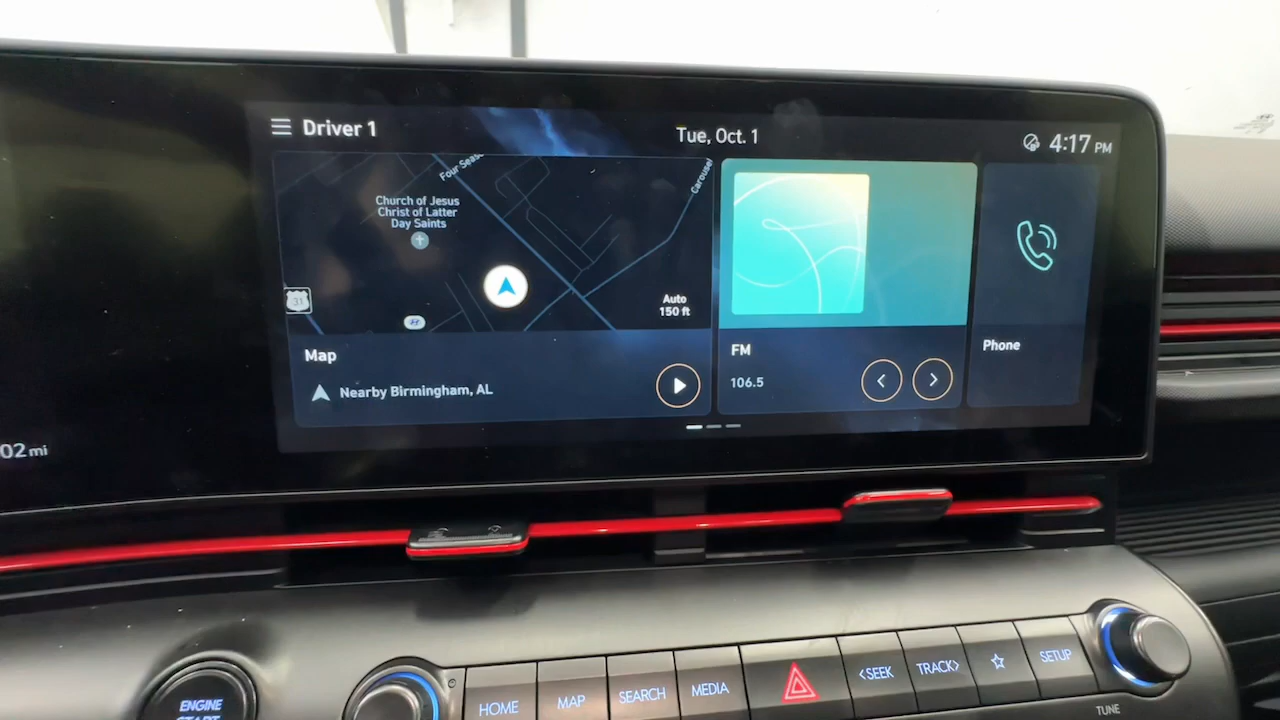 Driver 1
Tue, Oct. 1
4:17 PM
Four Seas
Carousel
Church of Jesus
Christ of Latter
Day Saints
31
Auto
150 ft
Map
Nearby Birmingham, AL
FM
106.5
Phone
02 mi
ENGINE
START
HOME
MAP
SEARCH
MEDIA
<SEEK
TRACK>
SETUP
TUNE